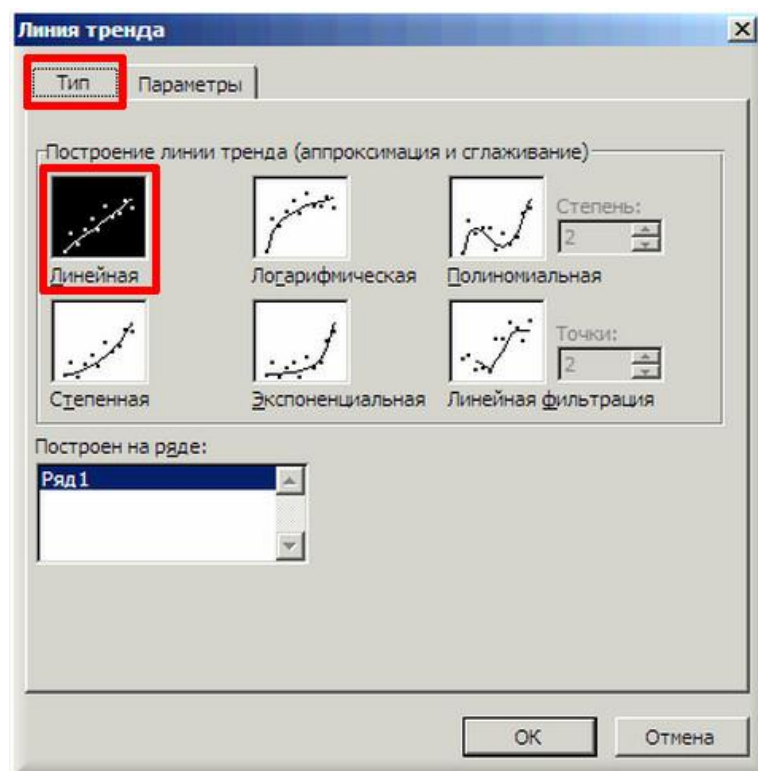 Линия тренда
Тип Параметры
Построение линии тренда (аппроксимация и сглаживание)
Линейная Логарифмическая Полиномиальная
Степень:
2
Степенная Экспоненциальная Линейная фильтрация
Точки:
2
Построен на ряде:
Ряд1
ОК Отмена